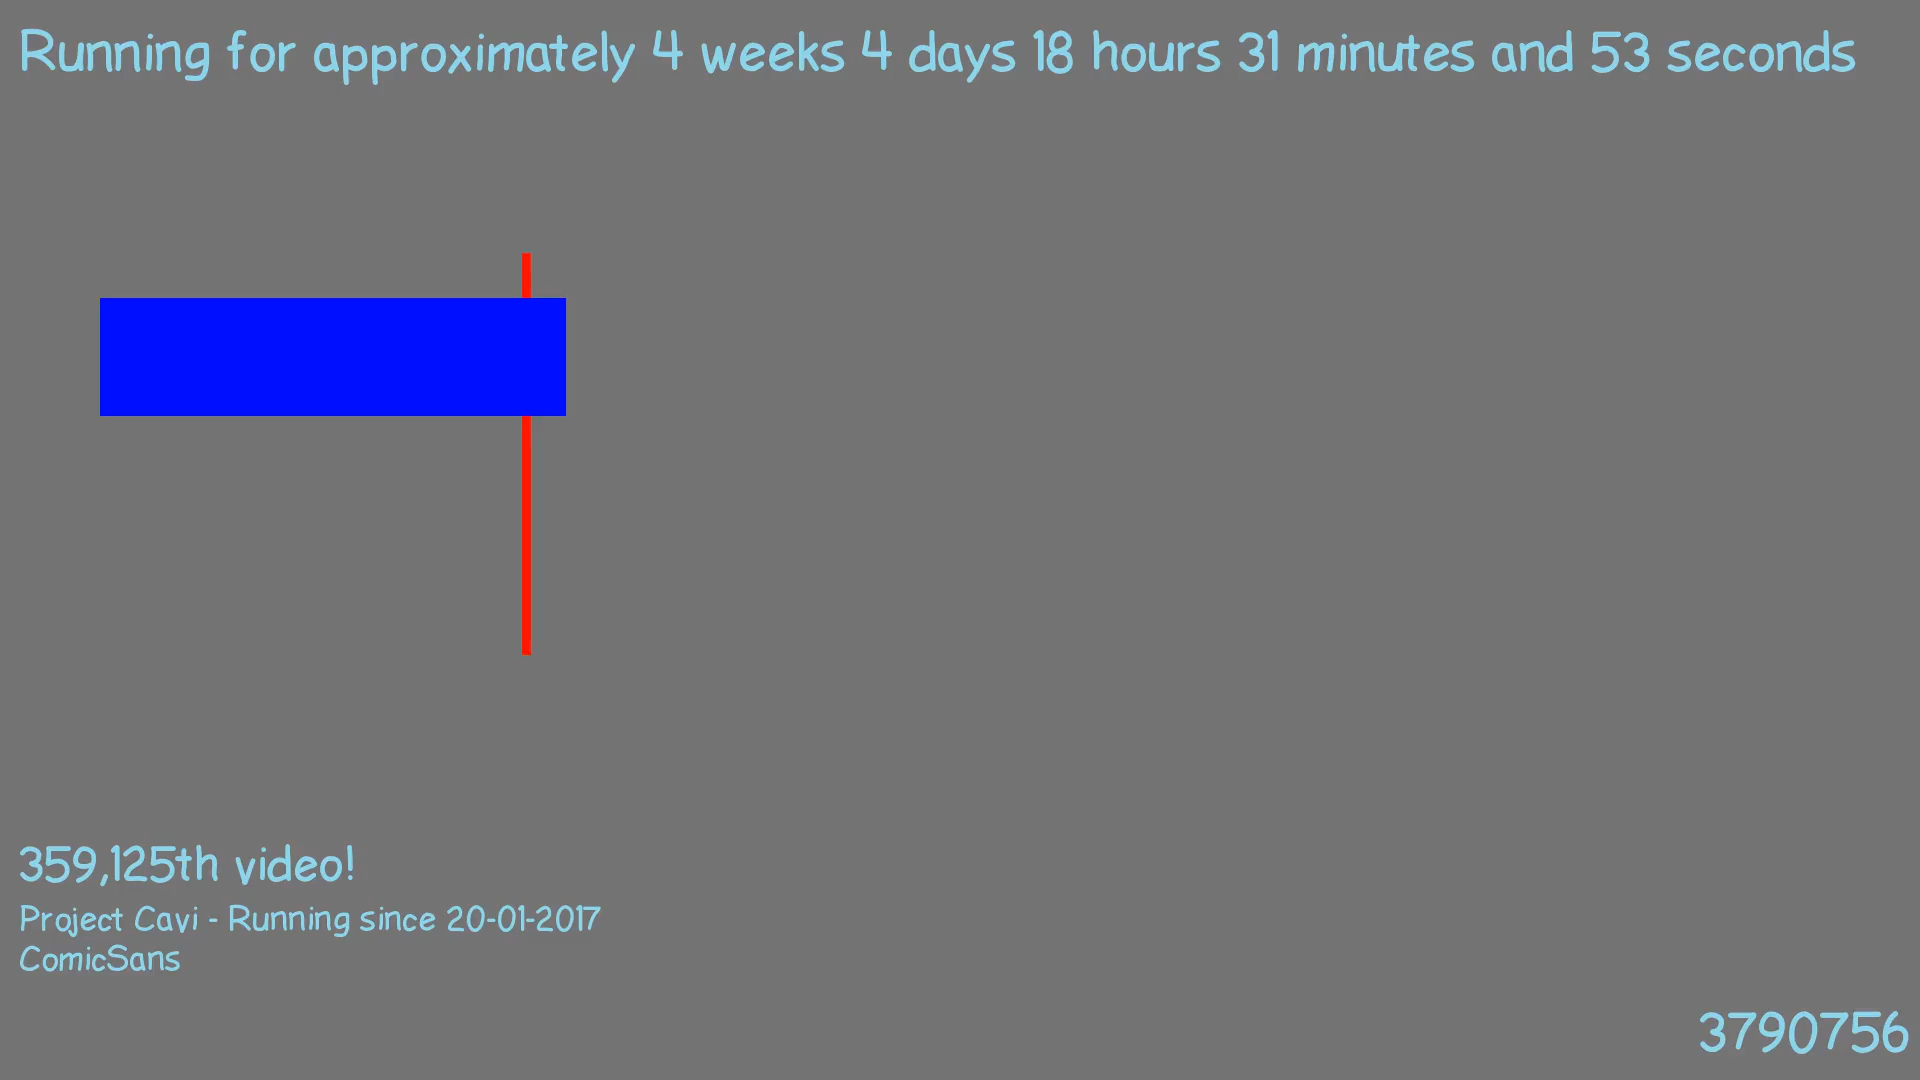 Running for approximately 4 weeks 4 days 18 hours 31 minutes and 53 seconds
359,125th video!
Project Cavi - Running since 20-01-2017
ComicSans
3790756